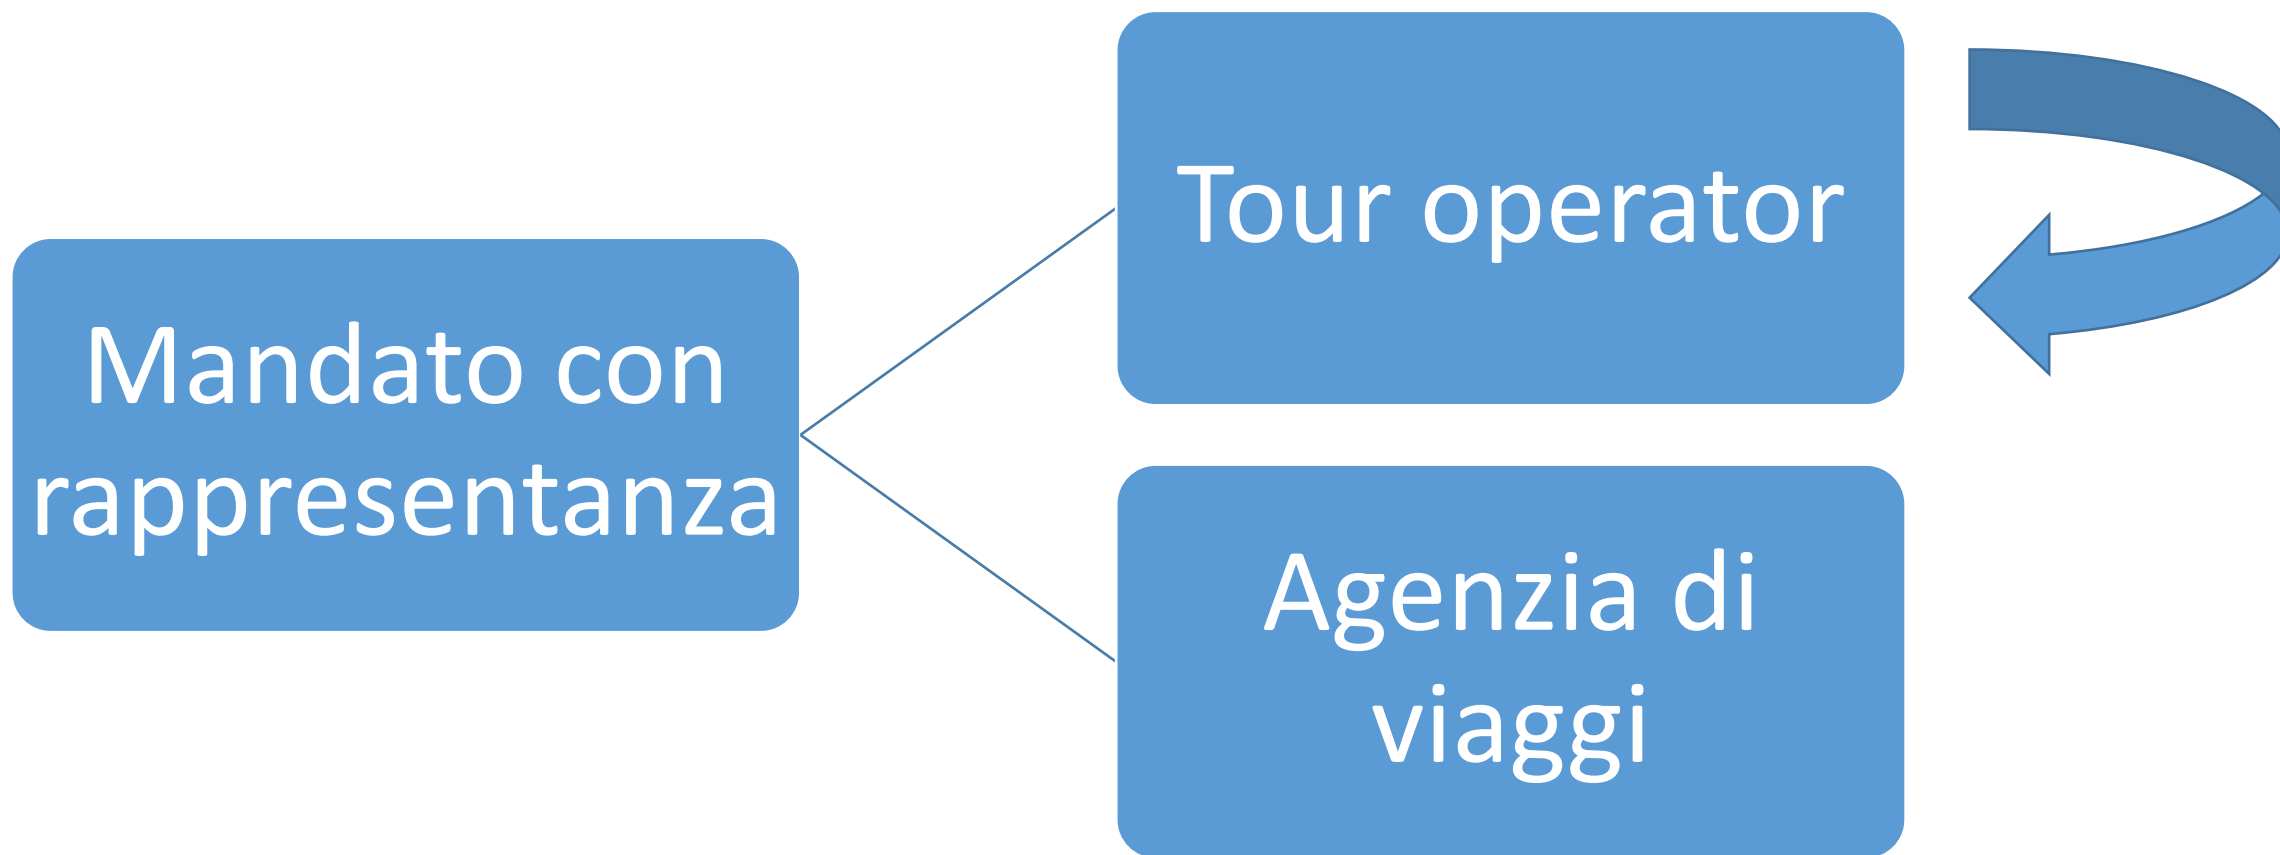 Mandato con
rappresentanza
Tour operator
Agenzia di
viaggi